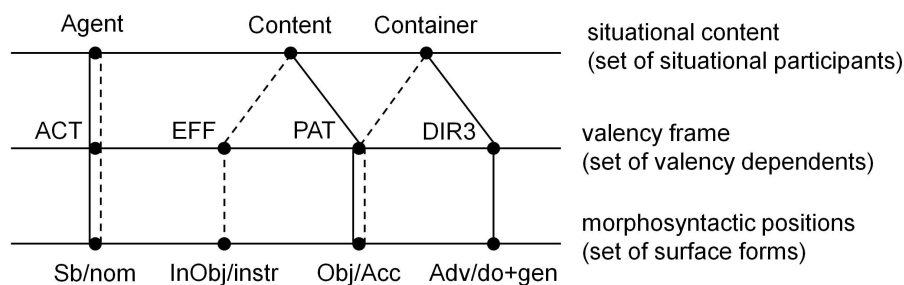 Agent Content Container
situational content
(set of situational participants)
ACT EFF PAT DIR3
valency frame
(set of valency dependents)
morphosyntactic positions
(set of surface forms)
Sb/nom InObj/instr Obj/Acc Adv/do+gen